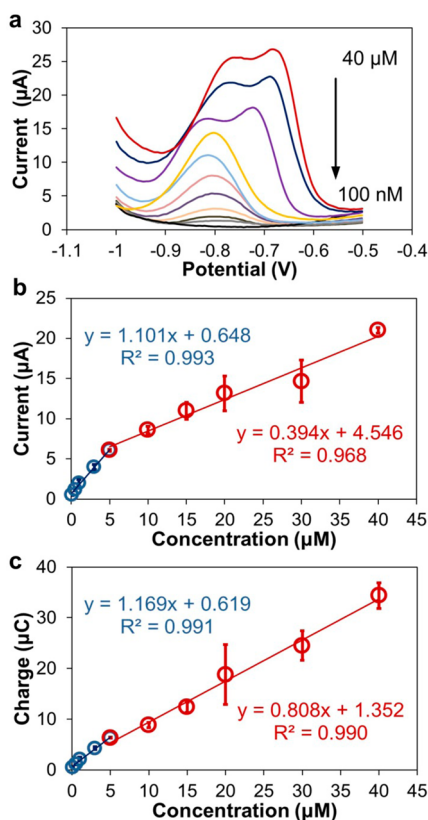 a
30
25
20
15
10
5
0
Current (µA)
40 µM
100 nM
-1.1 -1 -0.9 -0.8 -0.7 -0.6 -0.5 -0.4
Potential (V)
b
25
20
15
10
5
0
Current (µA)
y = 1.101x + 0.648
R² = 0.993
y = 0.394x + 4.546
R² = 0.968
0 5 10 15 20 25 30 35 40 45
Concentration (µM)
c
40
30
20
10
0
Charge (µC)
y = 1.169x + 0.619
R² = 0.991
y = 0.808x + 1.352
R² = 0.990
0 5 10 15 20 25 30 35 40 45
Concentration (µM)